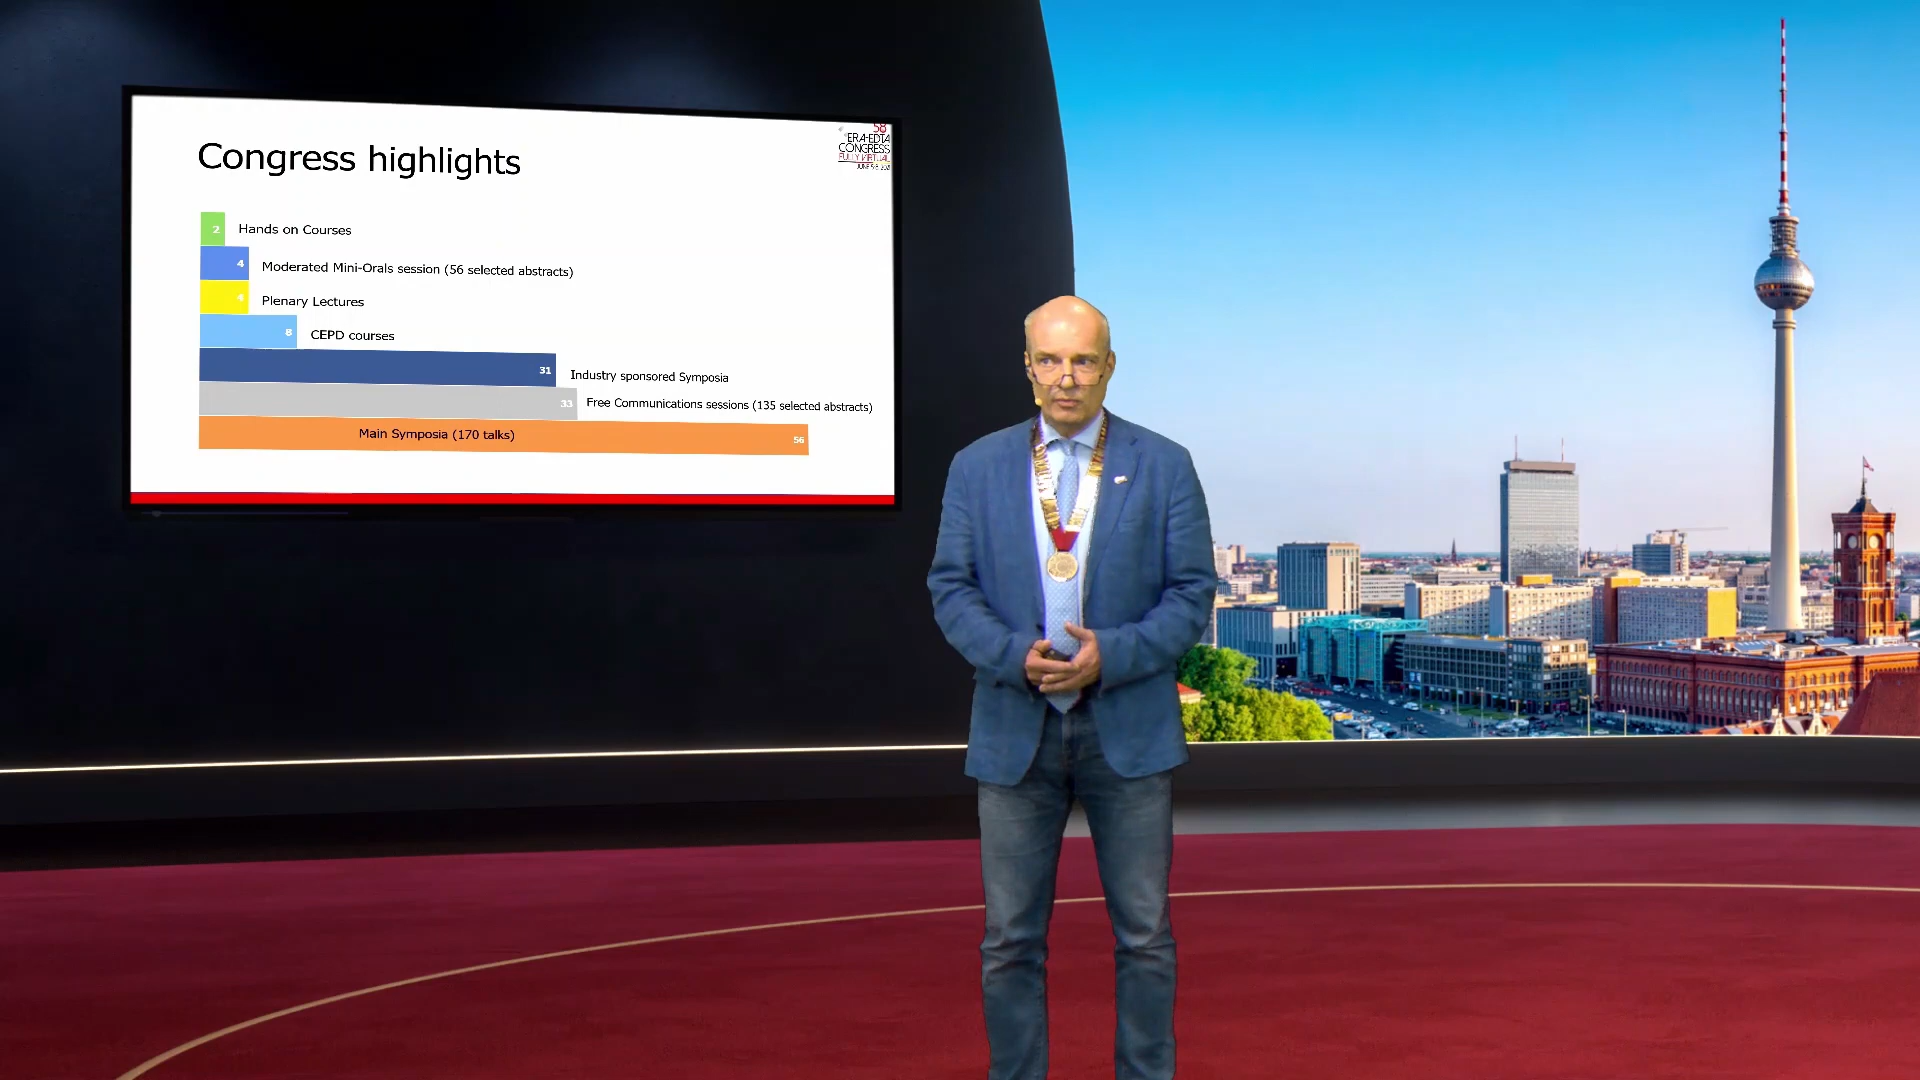 Congress highlights
58
ERA-EDTA
CONGRESS
FULLY VIRTUAL
2 Hands on Courses
4 Moderated Mini-Orals session (56 selected abstracts)
4 Plenary Lectures
8 CEPD courses
31 Industry sponsored Symposia
33 Free Communications sessions (135 selected abstracts)
Main Symposia (170 talks) 56